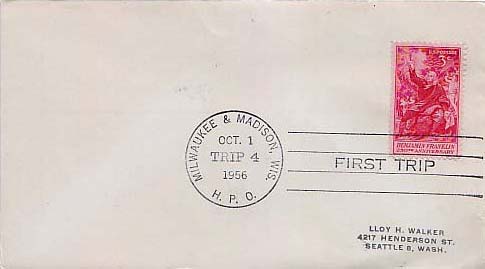 U.S. POSTAGE 3¢
BENJAMIN FRANKLIN
250TH ANNIVERSARY
MILWAUKEE & MADISON, WIS.
OCT. 1
TRIP 4
1956
H. P. O.
FIRST TRIP
LLOY H. WALKER
4217 HENDERSON ST.
SEATTLE 8, WASH.